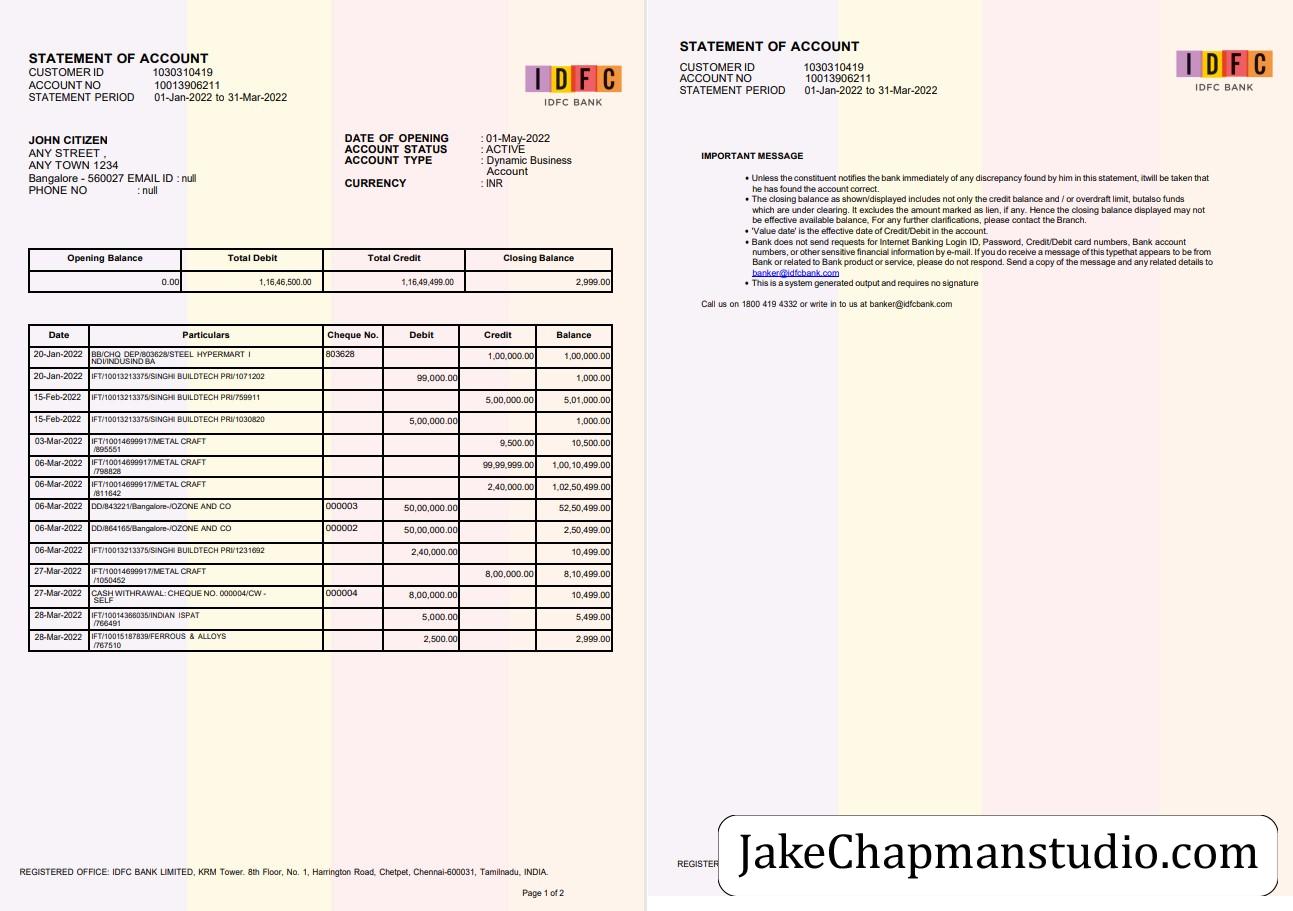 STATEMENT OF ACCOUNT
CUSTOMER ID 1030310419
ACCOUNT NO 10013906211
STATEMENT PERIOD 01-Jan-2022 to 31-Mar-2022
IDFC
IDFC BANK
JOHN CITIZEN
ANY STREET ,
ANY TOWN 1234
Bangalore - 560027 EMAIL ID : null
PHONE NO : null
DATE OF OPENING : 01-May-2022
ACCOUNT STATUS : ACTIVE
ACCOUNT TYPE : Dynamic Business
Account
CURRENCY : INR
Opening Balance Total Debit Total Credit Closing Balance
0.00 1,16,46,500.00 1,16,49,499.00 2,999.00
Date Particulars Cheque No. Debit Credit Balance
20-Jan-2022 BB/CHQ DEP/803628/STEEL HYPERMART I 803628 1,00,000.00 1,00,000.00
NDI/INDUSIND BA
20-Jan-2022 IFT/10013213375/SINGHI BUILDTECH PRI/1071202 99,000.00 1,000.00
15-Feb-2022 IFT/10013213375/SINGHI BUILDTECH PRI/759911 5,00,000.00 5,01,000.00
15-Feb-2022 IFT/10013213375/SINGHI BUILDTECH PRI/1030820 5,00,000.00 1,000.00
03-Mar-2022 IFT/10014699917/METAL CRAFT 9,500.00 10,500.00
/895551
06-Mar-2022 IFT/10014699917/METAL CRAFT 99,99,999.00 1,00,10,499.00
/798828
06-Mar-2022 IFT/10014699917/METAL CRAFT 2,40,000.00 1,02,50,499.00
/811642
06-Mar-2022 DD/843221/Bangalore-/OZONE AND CO 000003 50,00,000.00 52,50,499.00
06-Mar-2022 DD/864165/Bangalore-/OZONE AND CO 000002 50,00,000.00 2,50,499.00
06-Mar-2022 IFT/10013213375/SINGHI BUILDTECH PRI/1231692 2,40,000.00 10,499.00
27-Mar-2022 IFT/10014699917/METAL CRAFT 8,00,000.00 8,10,499.00
/1050452
27-Mar-2022 CASH WITHRAWAL: CHEQUE NO. 000004/CW - 000004 8,00,000.00 10,499.00
SELF
28-Mar-2022 IFT/10014366035/INDIAN ISPAT 5,000.00 5,499.00
/766491
28-Mar-2022 IFT/10015187839/FERROUS & ALLOYS 2,500.00 2,999.00
/767510
REGISTERED OFFICE: IDFC BANK LIMITED, KRM Tower. 8th Floor, No. 1, Harrington Road, Chetpet, Chennai-600031, Tamilnadu, INDIA.
Page 1 of 2
STATEMENT OF ACCOUNT
CUSTOMER ID 1030310419
ACCOUNT NO 10013906211
STATEMENT PERIOD 01-Jan-2022 to 31-Mar-2022
IDFC
IDFC BANK
IMPORTANT MESSAGE
• Unless the constituent notifies the bank immediately of any discrepancy found by him in this statement, itwill be taken that
he has found the account correct.
• The closing balance as shown/displayed includes not only the credit balance and / or overdraft limit, butalso funds
which are under clearing. It excludes the amount marked as lien, if any. Hence the closing balance displayed may not
be effective available balance, For any further clarifications, please contact the Branch.
• 'Value date' is the effective date of Credit/Debit in the account.
• Bank does not send requests for Internet Banking Login ID, Password, Credit/Debit card numbers, Bank account
numbers, or other sensitive financial information by e-mail. If you do receive a message of this typethat appears to be from
Bank or related to Bank product or service, please do not respond. Send a copy of the message and any related details to
banker@idfcbank.com
• This is a system generated output and requires no signature
Call us on 1800 419 4332 or write in to us at banker@idfcbank.com
REGISTER
JakeChapmanstudio.com